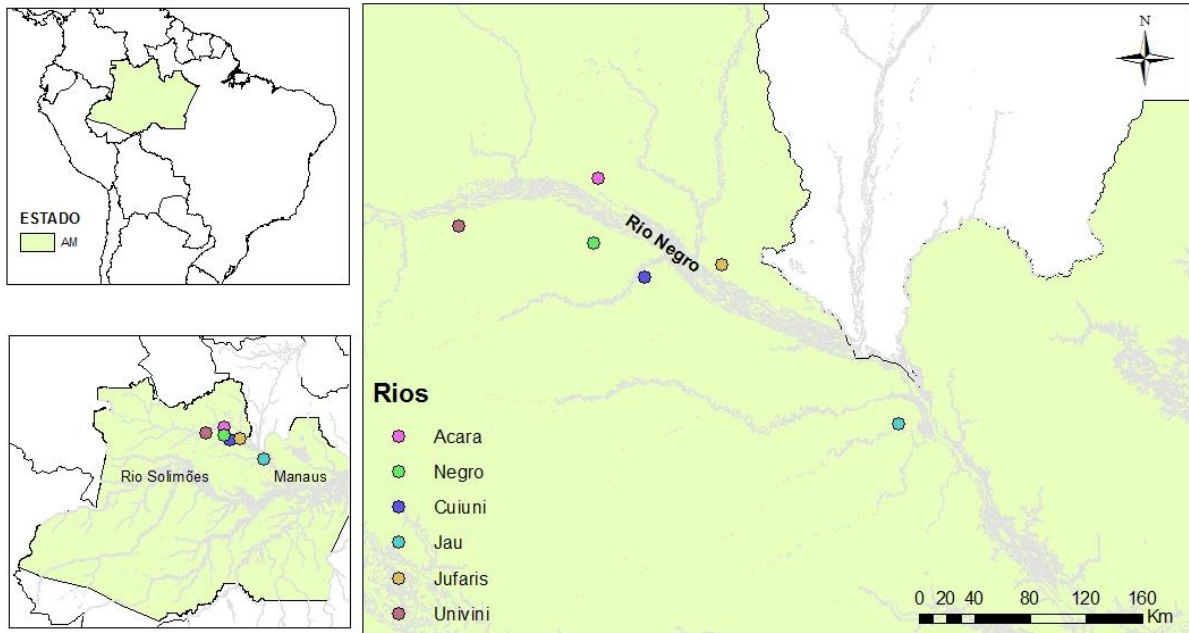 ESTADO
AM
Rio Solimões
Manaus
N
Rio Negro
Rios
Acara
Negro
Cuiuni
Jau
Jufaris
Univini
0 20 40 80 120 160
Km